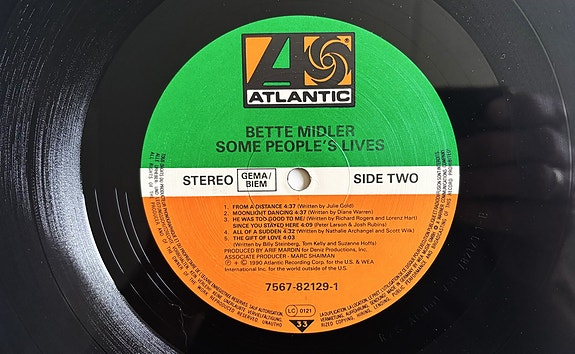 ATLANTIC
BETTE MIDLER
SOME PEOPLE'S LIVES
STEREO GEMA/BIEM SIDE TWO
1. FROM A DISTANCE 4:37 (Written by Julie Gold)
2. MOONLIGHT DANCING 4:37 (Written by Diane Warren)
3. HE WAS TOO GOOD TO ME/ (Written by Richard Rogers and Lorenz Hart)
SINCE YOU STAYED HERE 4:09 (Peter Larson & Josh Rubins)
4. ALL OF A SUDDEN 4:32 (Written by Nathalie Archangel and Scott Wilk)
5. THE GIFT OF LOVE 4:03
(Written by Billy Steinberg, Tom Kelly and Suzanne Hoffs)
PRODUCED BY ARIF MARDIN for Deniz Productions, Inc.
ASSOCIATE PRODUCER - MARC SHAIMAN
℗ © 1990 Atlantic Recording Corp. for the U.S. & WEA
International Inc. for the world outside of the U.S.
7567-82129-1
LC 0121
33